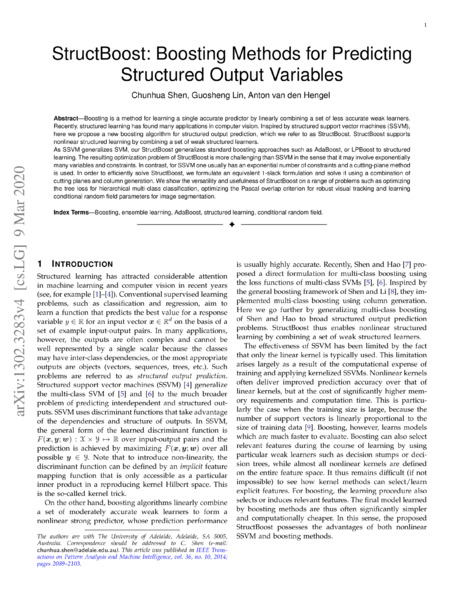 1
StructBoost: Boosting Methods for Predicting
Structured Output Variables
Chunhua Shen, Guosheng Lin, Anton van den Hengel
Abstract—Boosting is a method for learning a single accurate predictor by linearly combining a set of less accurate weak learners.
Recently, structured learning has found many applications in computer vision. Inspired by structured support vector machines (SSVM),
here we propose a new boosting algorithm for structured output prediction, which we refer to as StructBoost. StructBoost supports
nonlinear structured learning by combining a set of weak structured learners.
As SSVM generalizes SVM, our StructBoost generalizes standard boosting approaches such as AdaBoost, or LPBoost to structured
learning. The resulting optimization problem of StructBoost is more challenging than SSVM in the sense that it may involve exponentially
many variables and constraints. In contrast, for SSVM one usually has an exponential number of constraints and a cutting-plane method
is used. In order to efficiently solve StructBoost, we formulate an equivalent 1-slack formulation and solve it using a combination of
cutting planes and column generation. We show the versatility and usefulness of StructBoost on a range of problems such as optimizing
the tree loss for hierarchical multi-class classification, optimizing the Pascal overlap criterion for robust visual tracking and learning
conditional random field parameters for image segmentation.
Index Terms—Boosting, ensemble learning, AdaBoost, structured learning, conditional random field.
arXiv:1302.3283v4 [cs.LG] 9 Mar 2020
1 INTRODUCTION
Structured learning has attracted considerable attention
in machine learning and computer vision in recent years
(see, for example [1]–[4]). Conventional supervised learning
problems, such as classification and regression, aim to
learn a function that predicts the best value for a response
variable y ∈ ℝ for an input vector x ∈ ℝᵈ on the basis of a
set of example input-output pairs. In many applications,
however, the outputs are often complex and cannot be
well represented by a single scalar because the classes
may have inter-class dependencies, or the most appropriate
outputs are objects (vectors, sequences, trees, etc.). Such
problems are referred to as structured output prediction.
Structured support vector machines (SSVM) [4] generalize
the multi-class SVM of [5] and [6] to the much broader
problem of predicting interdependent and structured out-
puts. SSVM uses discriminant functions that take advantage
of the dependencies and structure of outputs. In SSVM,
the general form of the learned discriminant function is
F(x, y; w) : X × Y ↦ ℝ over input-output pairs and the
prediction is achieved by maximizing F(x, y; w) over all
possible y ∈ Y. Note that to introduce non-linearity, the
discriminant function can be defined by an implicit feature
mapping function that is only accessible as a particular
inner product in a reproducing kernel Hilbert space. This
is the so-called kernel trick.
On the other hand, boosting algorithms linearly combine
a set of moderately accurate weak learners to form a
nonlinear strong predictor, whose prediction performance
The authors are with The University of Adelaide, Adelaide, SA 5005,
Australia. Correspondence should be addressed to C. Shen (e-mail:
chunhua.shen@adelaide.edu.au). This article was published in IEEE Tran-
sactions on Pattern Analysis and Machine Intelligence, vol. 36, no. 10, 2014;
pages 2089–2103.
is usually highly accurate. Recently, Shen and Hao [7] pro-
posed a direct formulation for multi-class boosting using
the loss functions of multi-class SVMs [5], [6]. Inspired by
the general boosting framework of Shen and Li [8], they im-
plemented multi-class boosting using column generation.
Here we go further by generalizing multi-class boosting
of Shen and Hao to broad structured output prediction
problems. StructBoost thus enables nonlinear structured
learning by combining a set of weak structured learners.
The effectiveness of SSVM has been limited by the fact
that only the linear kernel is typically used. This limitation
arises largely as a result of the computational expense of
training and applying kernelized SSVMs. Nonlinear kernels
often deliver improved prediction accuracy over that of
linear kernels, but at the cost of significantly higher mem-
ory requirements and computation time. This is particu-
larly the case when the training size is large, because the
number of support vectors is linearly proportional to the
size of training data [9]. Boosting, however, learns models
which are much faster to evaluate. Boosting can also select
relevant features during the course of learning by using
particular weak learners such as decision stumps or deci-
sion trees, while almost all nonlinear kernels are defined
on the entire feature space. It thus remains difficult (if not
impossible) to see how kernel methods can select/learn
explicit features. For boosting, the learning procedure also
selects or induces relevant features. The final model learned
by boosting methods are thus often significantly simpler
and computationally cheaper. In this sense, the proposed
StructBoost possesses the advantages of both nonlinear
SSVM and boosting methods.